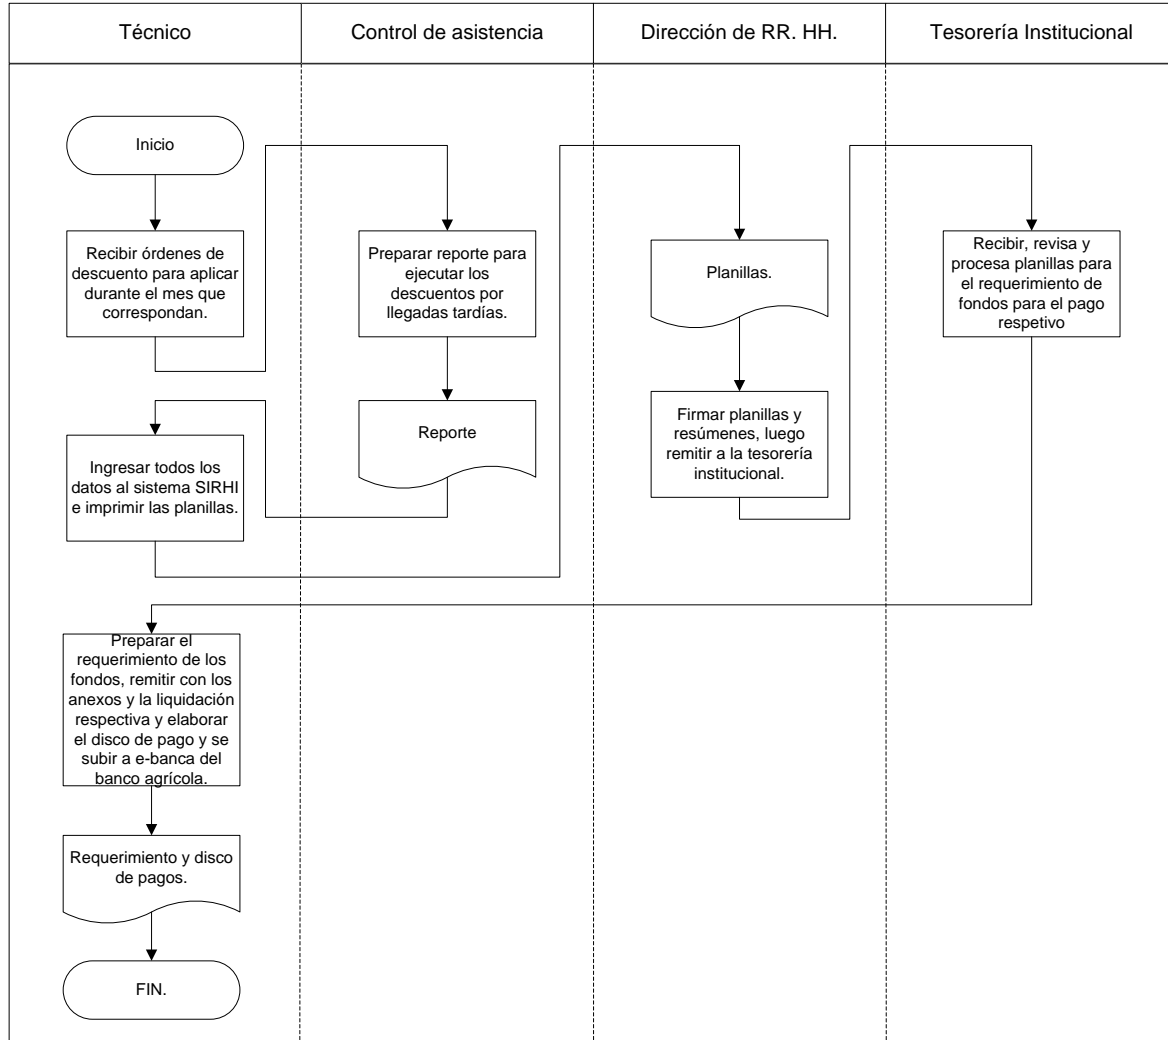 Técnico
Control de asistencia
Dirección de RR. HH.
Tesorería Institucional
Inicio
Recibir órdenes de
descuento para aplicar
durante el mes que
correspondan.
Preparar reporte para
ejecutar los
descuentos por
llegadas tardías.
Planillas.
Recibir, revisa y
procesa planillas para
el requerimiento de
fondos para el pago
respetivo
Reporte
Firmar planillas y
resúmenes, luego
remitir a la tesorería
institucional.
Ingresar todos los
datos al sistema SIRHI
e imprimir las planillas.
Preparar el
requerimiento de los
fondos, remitir con los
anexos y la liquidación
respectiva y elaborar
el disco de pago y se
subir a e-banca del
banco agrícola.
Requerimiento y disco
de pagos.
FIN.